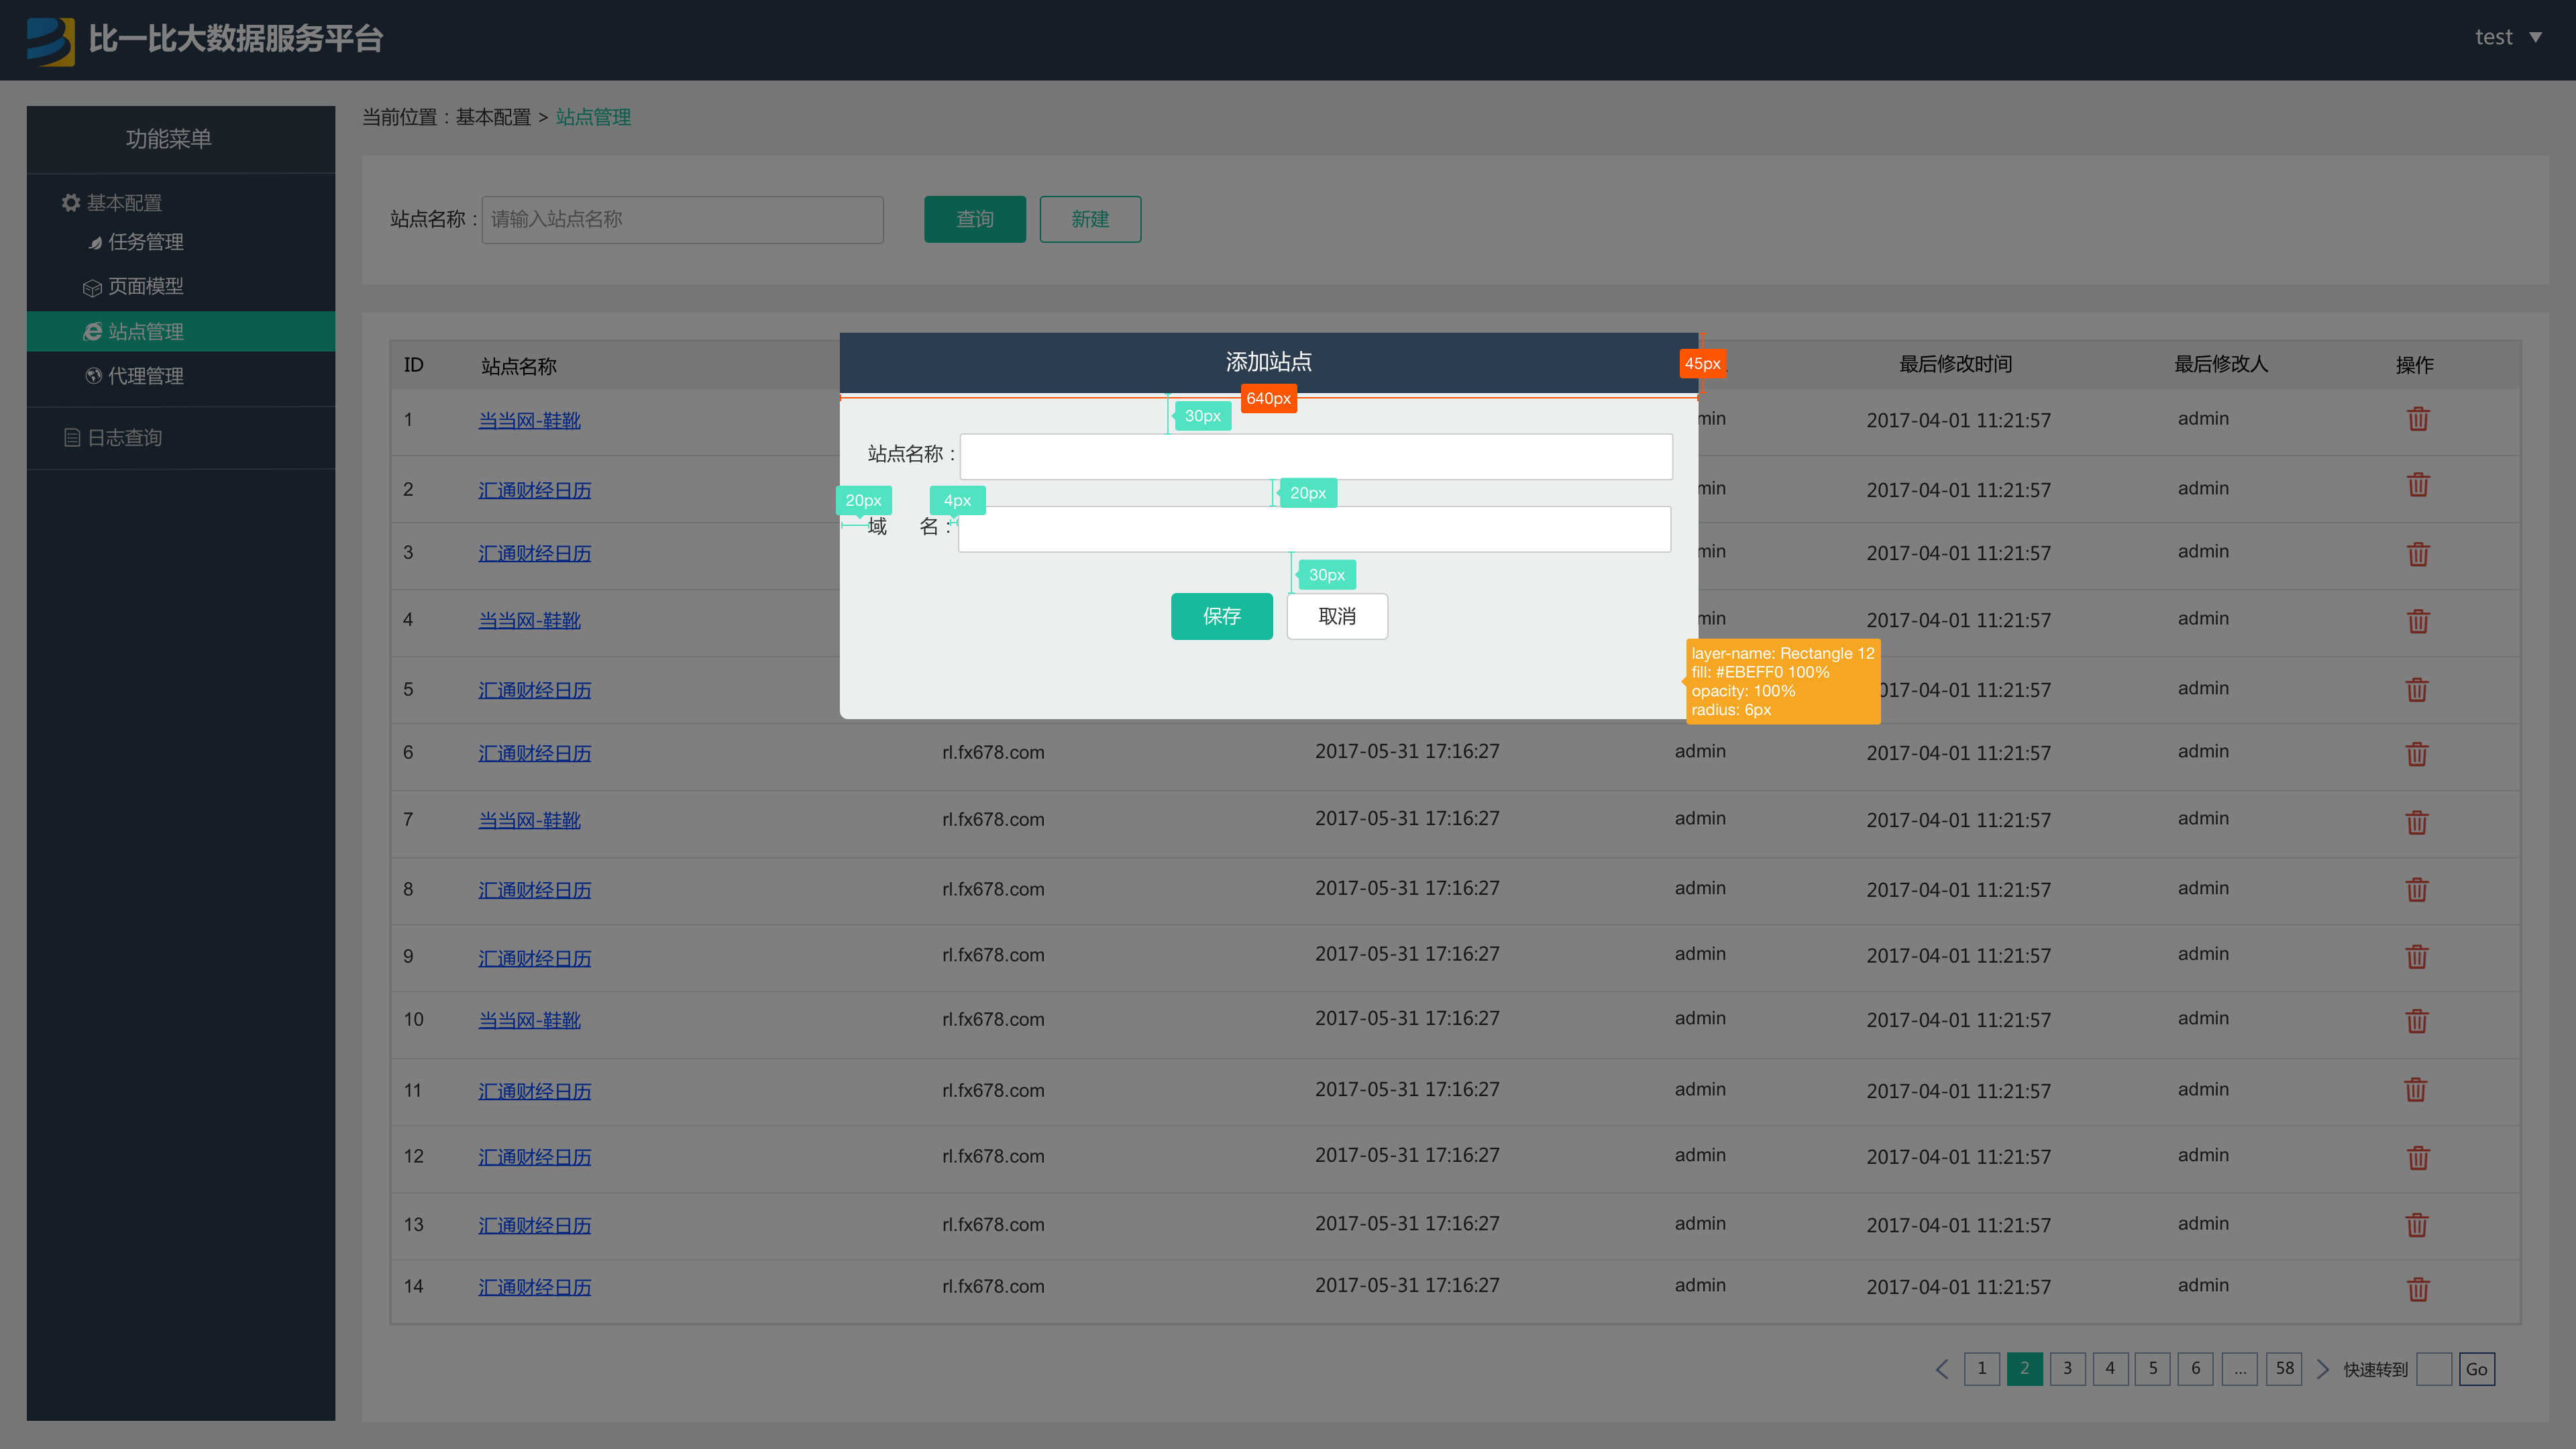 比一比大数据服务平台
test
功能菜单
基本配置
任务管理
页面模型
站点管理
代理管理
日志查询
当前位置：基本配置 > 站点管理
站点名称：请输入站点名称 查询 新建
ID 站点名称 最后修改时间 最后修改人 操作
添加站点
45px
640px
30px
站点名称：
20px
20px 4px
域 名：
30px
保存 取消
layer-name: Rectangle 12
fill: #EBEFF0 100%
opacity: 100%
radius: 6px
1 当当网-鞋靴 min 2017-04-01 11:21:57 admin
2 汇通财经日历 min 2017-04-01 11:21:57 admin
3 汇通财经日历 min 2017-04-01 11:21:57 admin
4 当当网-鞋靴 min 2017-04-01 11:21:57 admin
5 汇通财经日历 017-04-01 11:21:57 admin
6 汇通财经日历 rl.fx678.com 2017-05-31 17:16:27 admin 2017-04-01 11:21:57 admin
7 当当网-鞋靴 rl.fx678.com 2017-05-31 17:16:27 admin 2017-04-01 11:21:57 admin
8 汇通财经日历 rl.fx678.com 2017-05-31 17:16:27 admin 2017-04-01 11:21:57 admin
9 汇通财经日历 rl.fx678.com 2017-05-31 17:16:27 admin 2017-04-01 11:21:57 admin
10 当当网-鞋靴 rl.fx678.com 2017-05-31 17:16:27 admin 2017-04-01 11:21:57 admin
11 汇通财经日历 rl.fx678.com 2017-05-31 17:16:27 admin 2017-04-01 11:21:57 admin
12 汇通财经日历 rl.fx678.com 2017-05-31 17:16:27 admin 2017-04-01 11:21:57 admin
13 汇通财经日历 rl.fx678.com 2017-05-31 17:16:27 admin 2017-04-01 11:21:57 admin
14 汇通财经日历 rl.fx678.com 2017-05-31 17:16:27 admin 2017-04-01 11:21:57 admin
1 2 3 4 5 6 ... 58 快速转到 Go